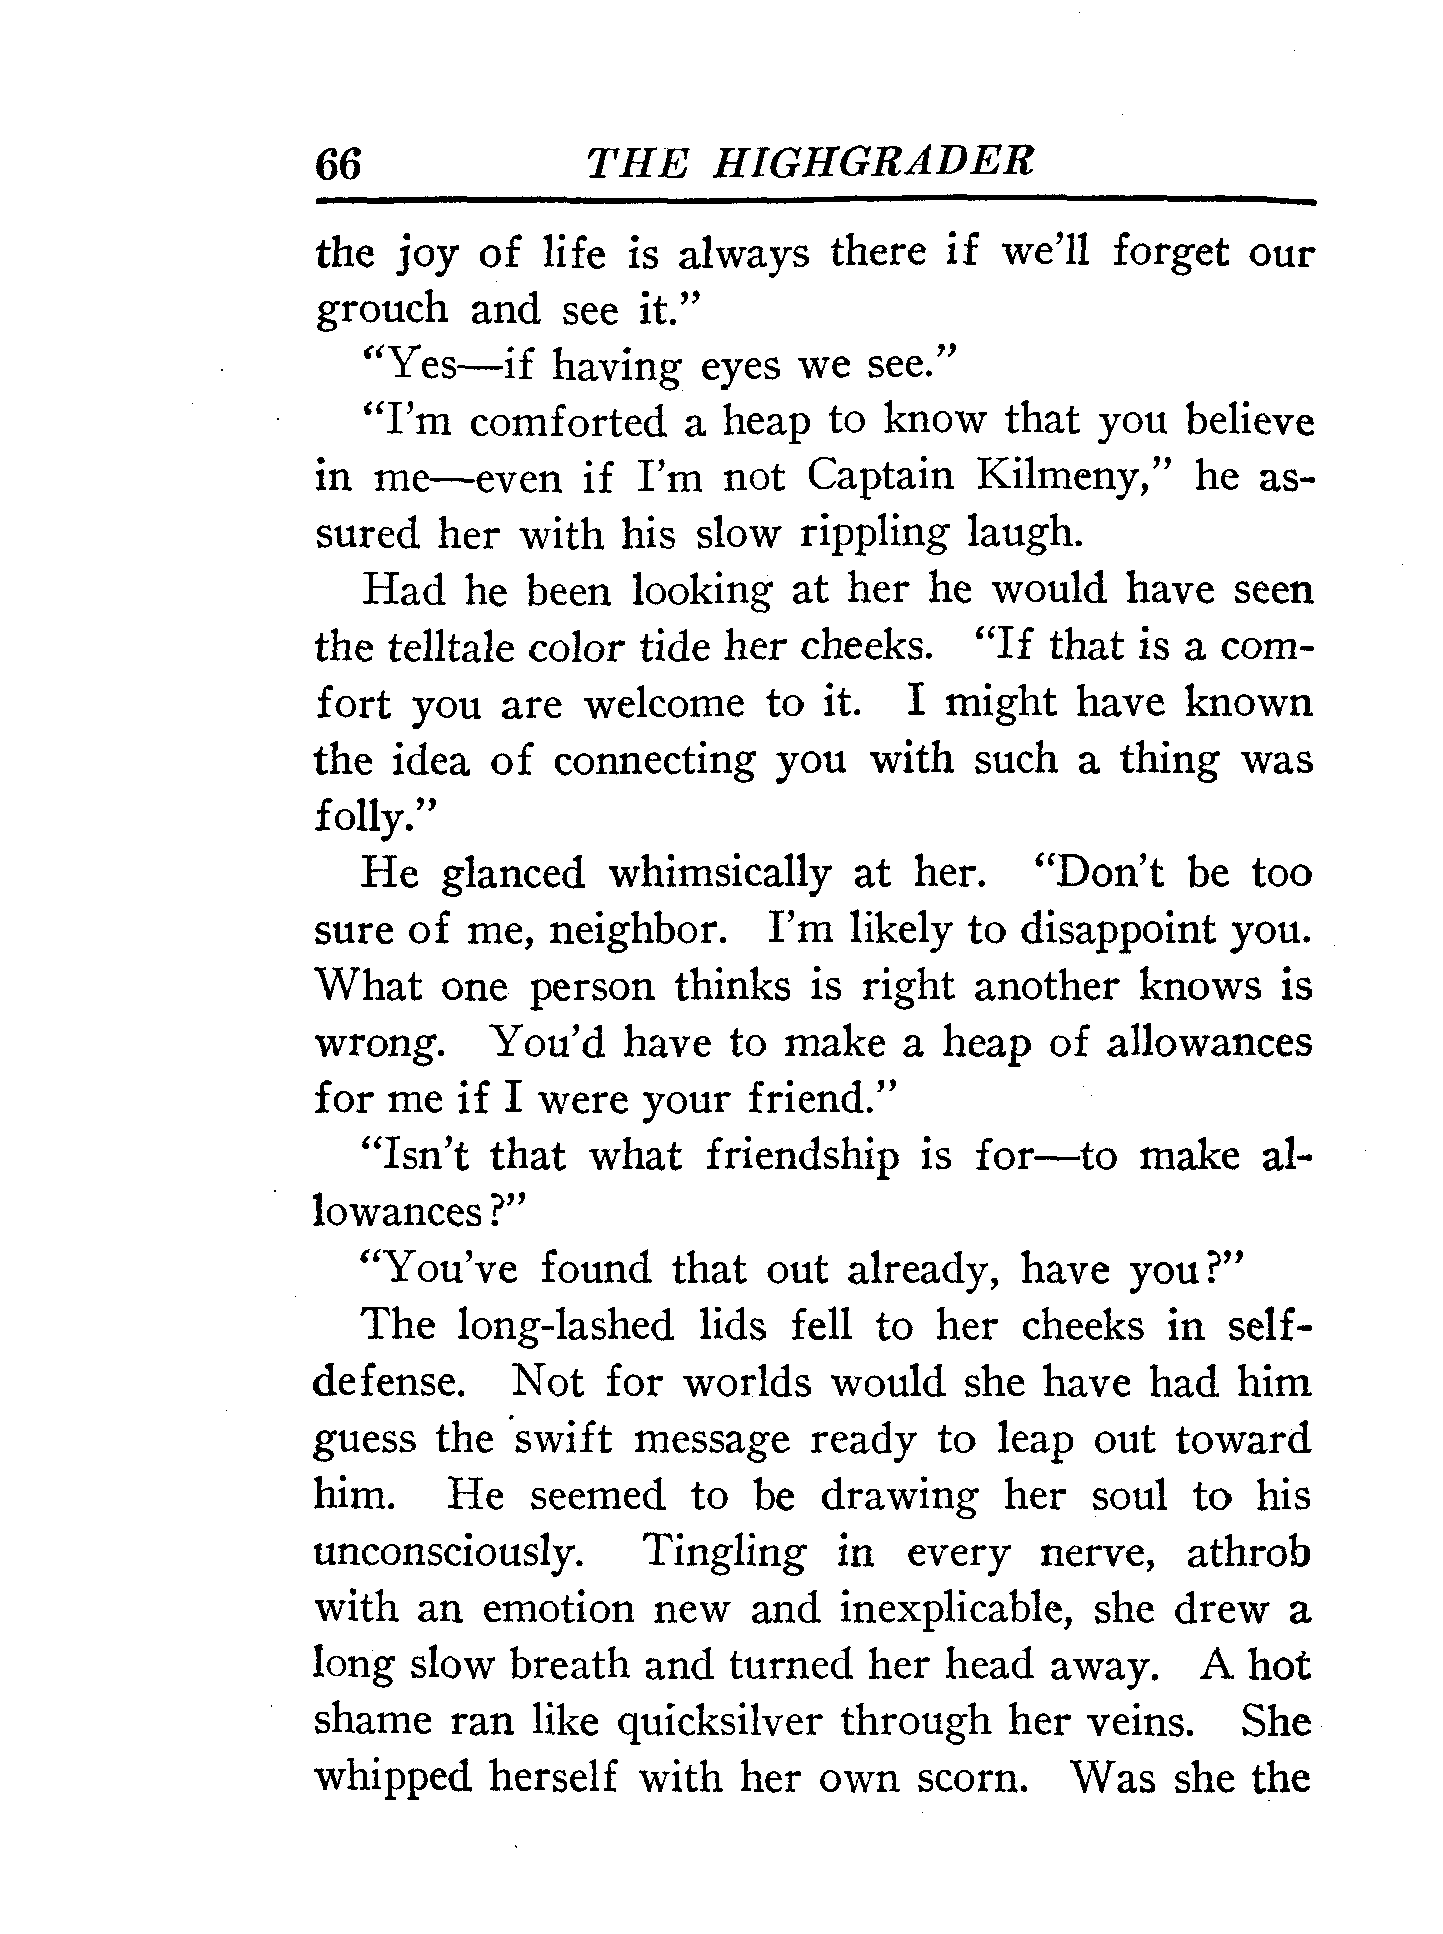 66 THE HIGHGRADER
the joy of life is always there if we'll forget our
grouch and see it."
"Yes—if having eyes we see."
"I'm comforted a heap to know that you believe
in me—even if I'm not Captain Kilmeny," he as-
sured her with his slow rippling laugh.
Had he been looking at her he would have seen
the telltale color tide her cheeks. "If that is a com-
fort you are welcome to it. I might have known
the idea of connecting you with such a thing was
folly."
He glanced whimsically at her. "Don't be too
sure of me, neighbor. I'm likely to disappoint you.
What one person thinks is right another knows is
wrong. You'd have to make a heap of allowances
for me if I were your friend."
"Isn't that what friendship is for—to make al-
lowances?"
"You've found that out already, have you?"
The long-lashed lids fell to her cheeks in self-
defense. Not for worlds would she have had him
guess the swift message ready to leap out toward
him. He seemed to be drawing her soul to his
unconsciously. Tingling in every nerve, athrob
with an emotion new and inexplicable, she drew a
long slow breath and turned her head away. A hot
shame ran like quicksilver through her veins. She
whipped herself with her own scorn. Was she the